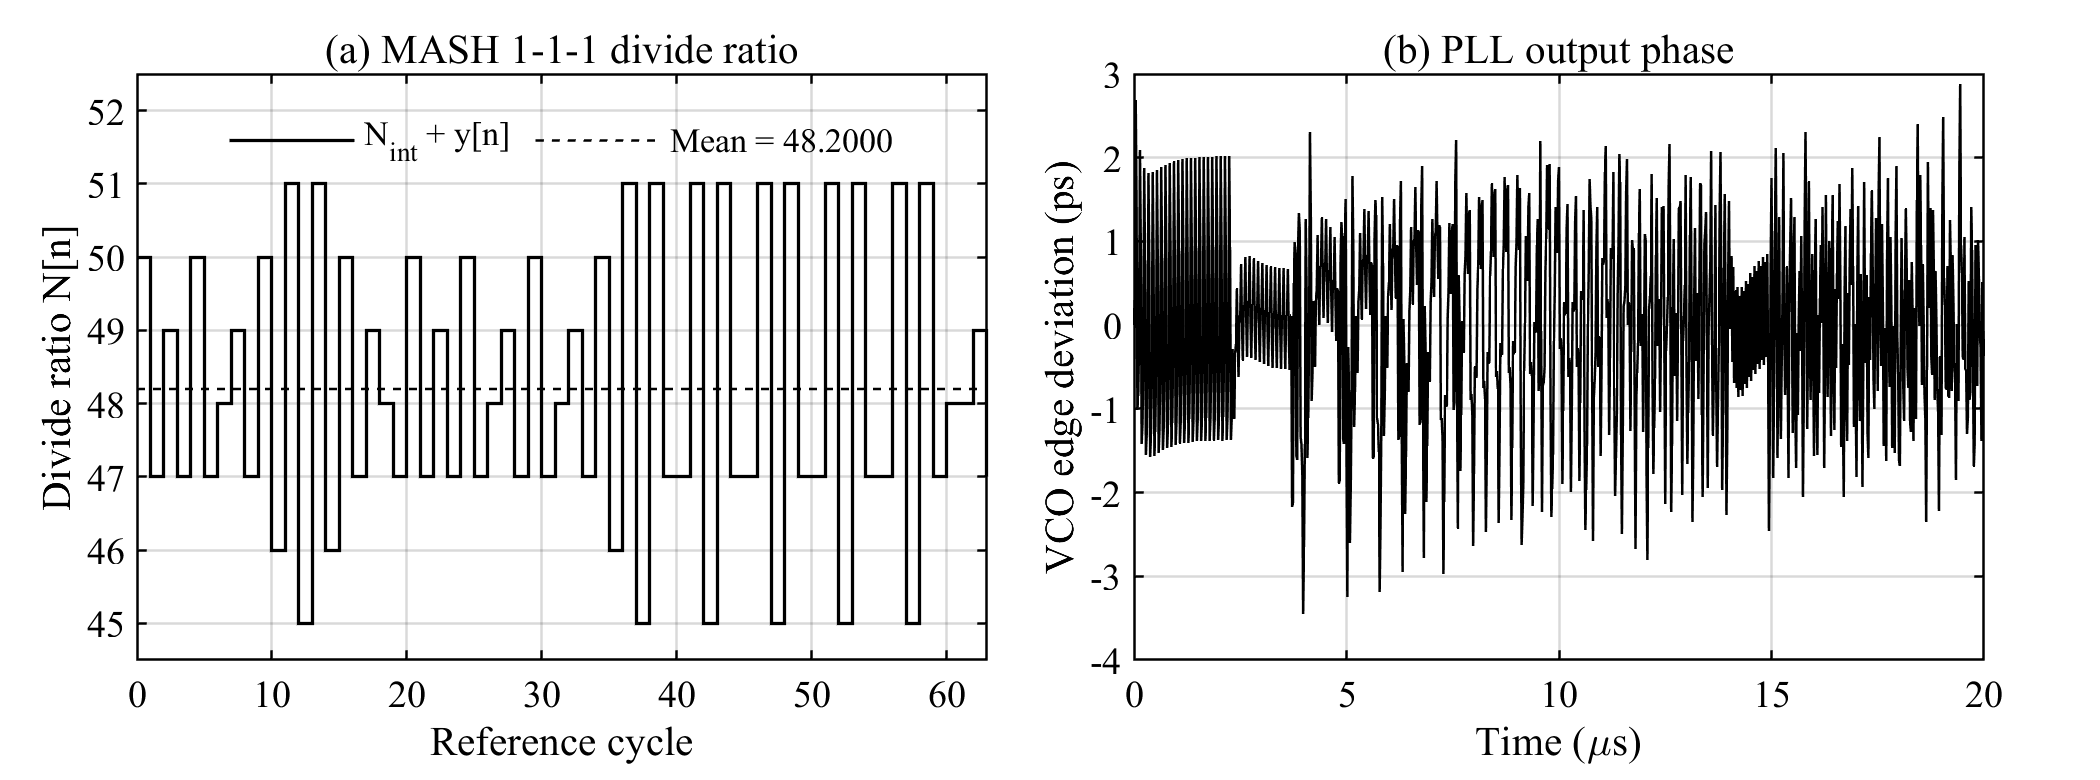 (a) MASH 1-1-1 divide ratio
52
51
50
49
48
47
46
45
Divide ratio N[n]
N_int + y[n]
Mean = 48.2000
0 10 20 30 40 50 60
Reference cycle
(b) PLL output phase
3
2
1
0
-1
-2
-3
-4
VCO edge deviation (ps)
0 5 10 15 20
Time (μs)